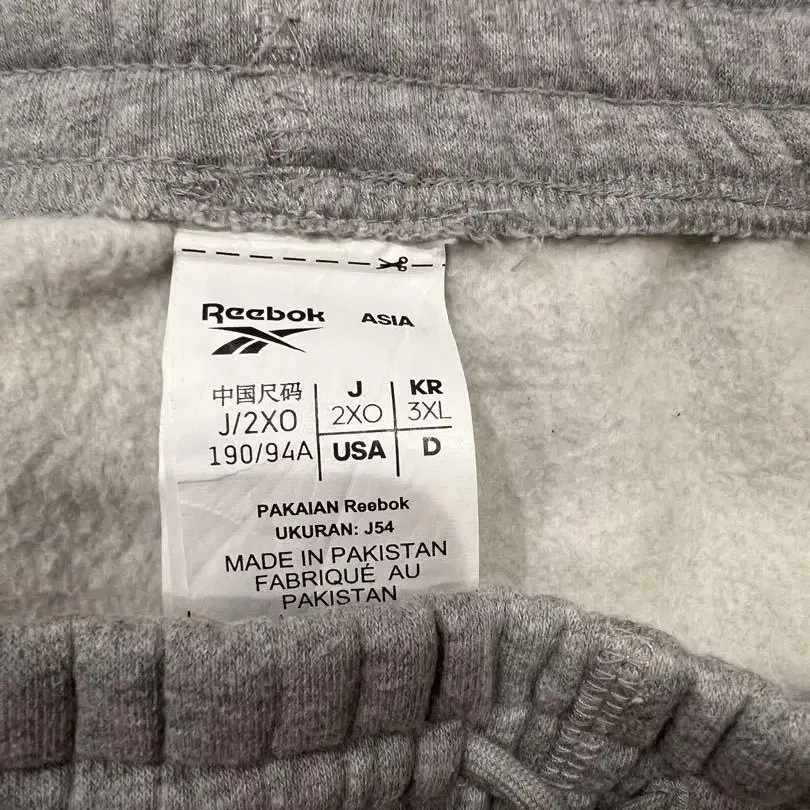 Reebok ASIA
中国尺码 J KR
J/2XO 2XO 3XL
190/94A USA D
PAKAIAN Reebok
UKURAN: J54
MADE IN PAKISTAN
FABRIQUÉ AU
PAKISTAN